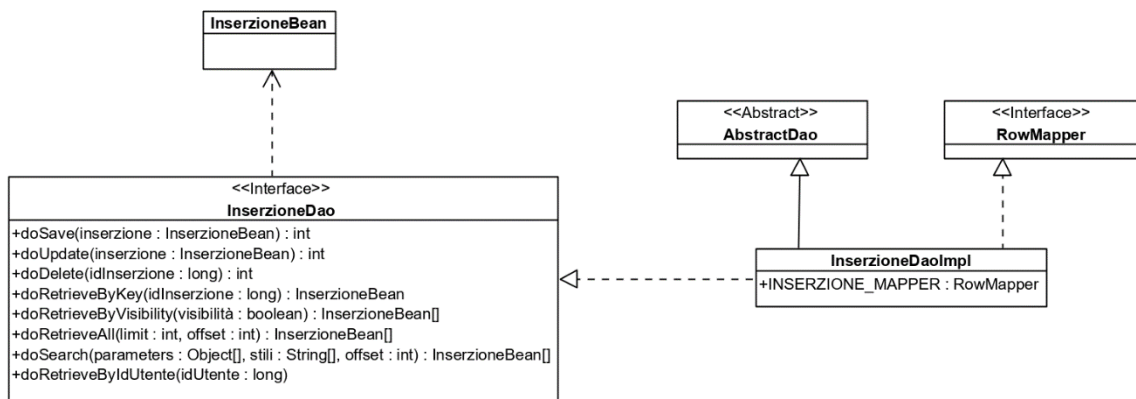 InserzioneBean
<<Abstract>>
AbstractDao
<<Interface>>
RowMapper
<<Interface>>
InserzioneDao
+doSave(inserzione : InserzioneBean) : int
+doUpdate(inserzione : InserzioneBean) : int
+doDelete(idInserzione : long) : int
+doRetrieveByKey(idInserzione : long) : InserzioneBean
+doRetrieveByVisibility(visibilità : boolean) : InserzioneBean[]
+doRetrieveAll(limit : int, offset : int) : InserzioneBean[]
+doSearch(parameters : Object[], stili : String[], offset : int) : InserzioneBean[]
+doRetrieveByIdUtente(idUtente : long)
InserzioneDaoImpl
+INSERZIONE_MAPPER : RowMapper